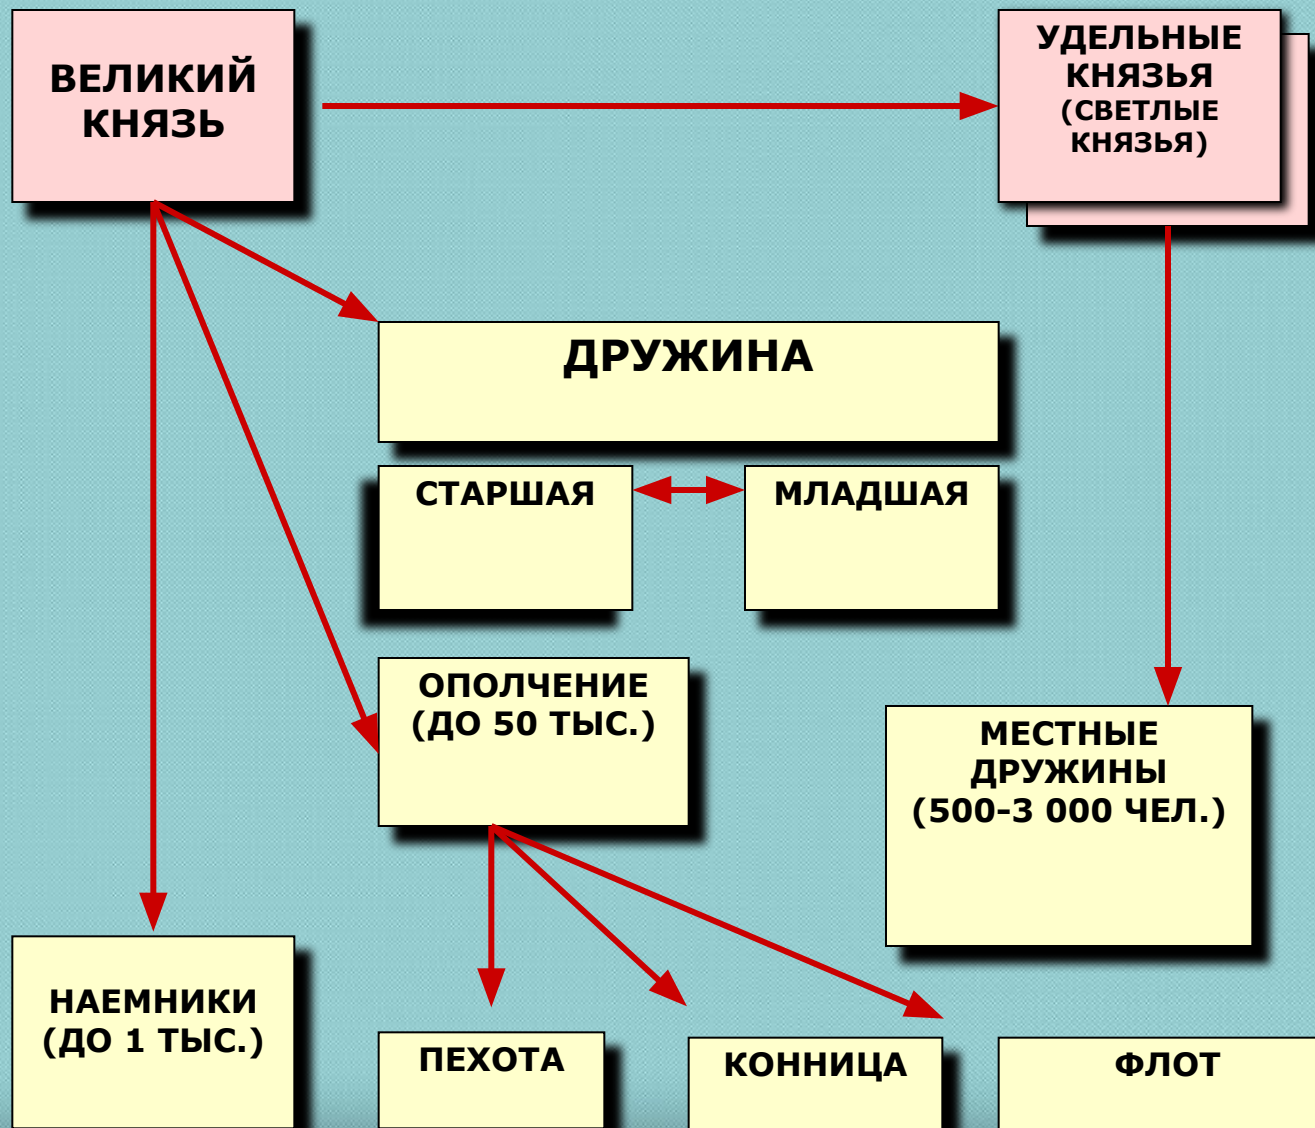 ВЕЛИКИЙ
КНЯЗЬ
УДЕЛЬНЫЕ
КНЯЗЬЯ
(СВЕТЛЫЕ
КНЯЗЬЯ)
ДРУЖИНА
СТАРШАЯ
МЛАДШАЯ
ОПОЛЧЕНИЕ
(ДО 50 ТЫС.)
МЕСТНЫЕ
ДРУЖИНЫ
(500-3 000 ЧЕЛ.)
НАЕМНИКИ
(ДО 1 ТЫС.)
ПЕХОТА
КОННИЦА
ФЛОТ